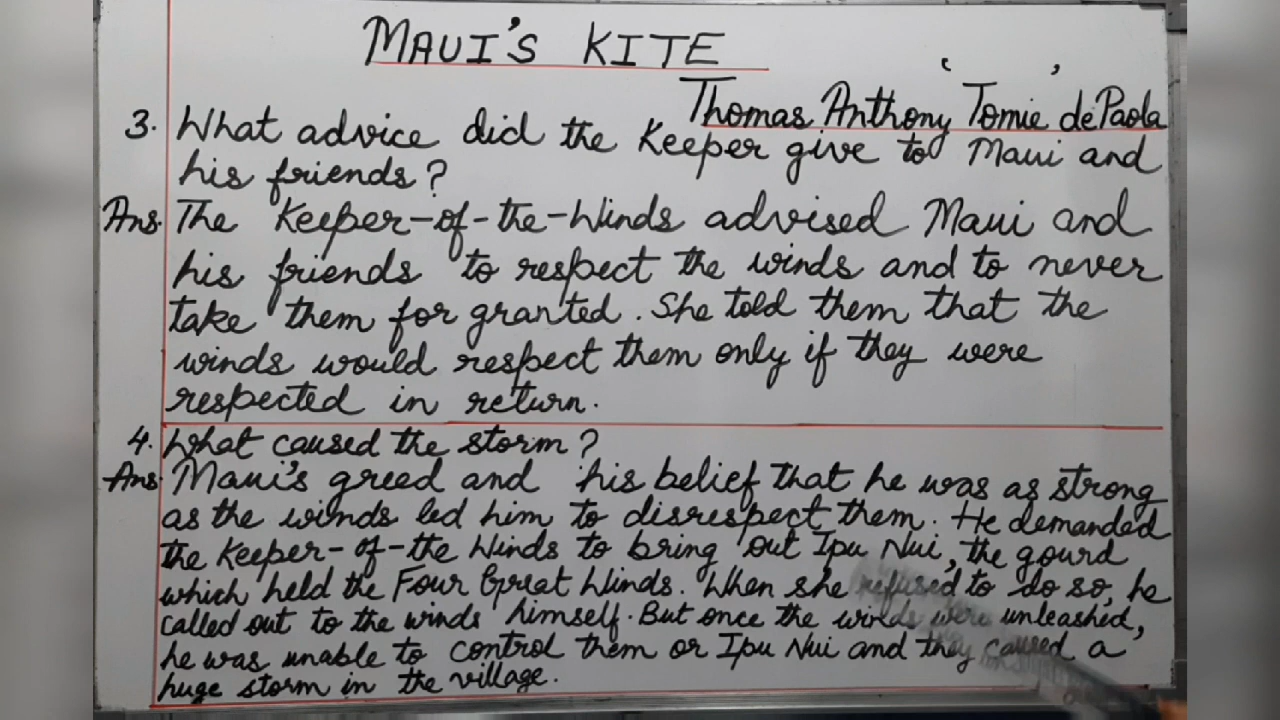 MAUI'S KITE
Thomas Anthony 'Tomie' dePaola
3. What advice did the Keeper give to Maui and
his friends?
Ans. The Keeper-of-the-Winds advised Maui and
his friends to respect the winds and to never
take them for granted. She told them that the
winds would respect them only if they were
respected in return.
4. What caused the storm?
Ans Maui's greed and his belief that he was as strong
as the winds led him to disrespect them. He demanded
the Keeper-of-the Winds to bring out Ipu Nui, the gourd
which held the Four Great Winds. When she refused to do so, he
called out to the winds himself. But once the winds were unleashed,
he was unable to control them or Ipu Nui and they caused a
huge storm in the village.